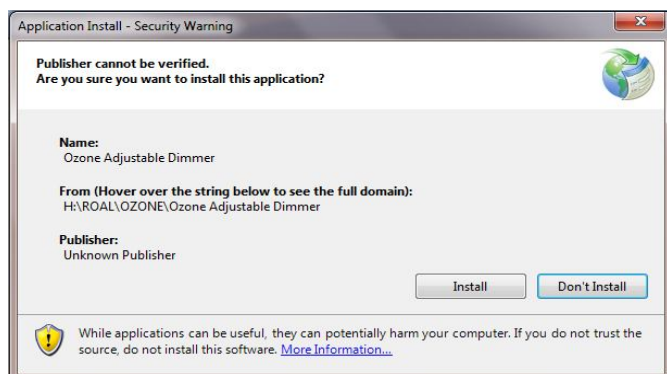 Application Install - Security Warning
Publisher cannot be verified.
Are you sure you want to install this application?
Name:
Ozone Adjustable Dimmer
From (Hover over the string below to see the full domain):
H:\ROAL\OZONE\Ozone Adjustable Dimmer
Publisher:
Unknown Publisher
Install
Don't Install
While applications can be useful, they can potentially harm your computer. If you do not trust the
source, do not install this software. More Information...